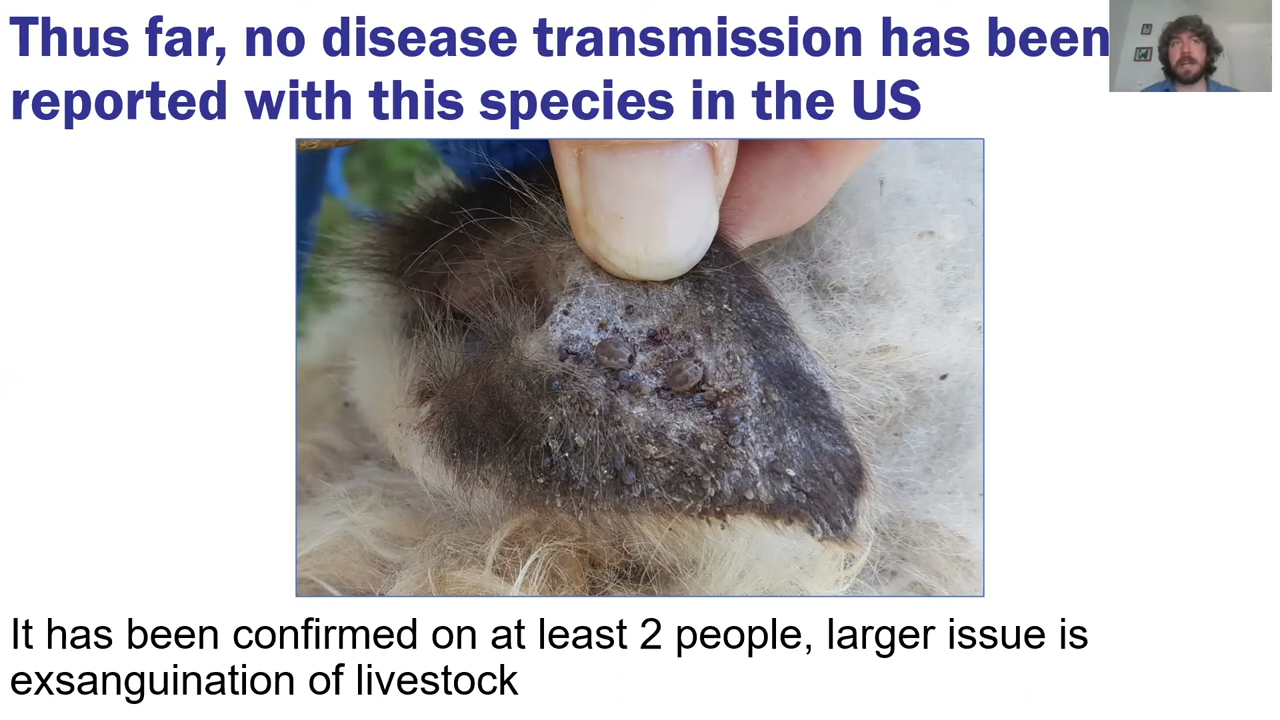 Thus far, no disease transmission has been
reported with this species in the US
It has been confirmed on at least 2 people, larger issue is
exsanguination of livestock